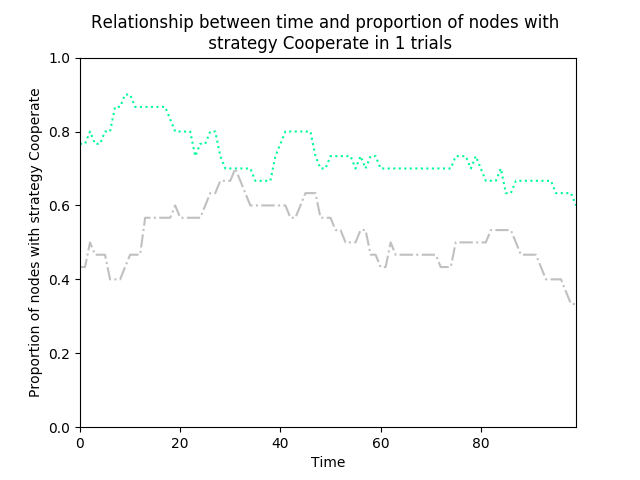 Relationship between time and proportion of nodes with
strategy Cooperate in 1 trials
Proportion of nodes with strategy Cooperate
1.0
0.8
0.6
0.4
0.2
0.0
0 20 40 60 80
Time